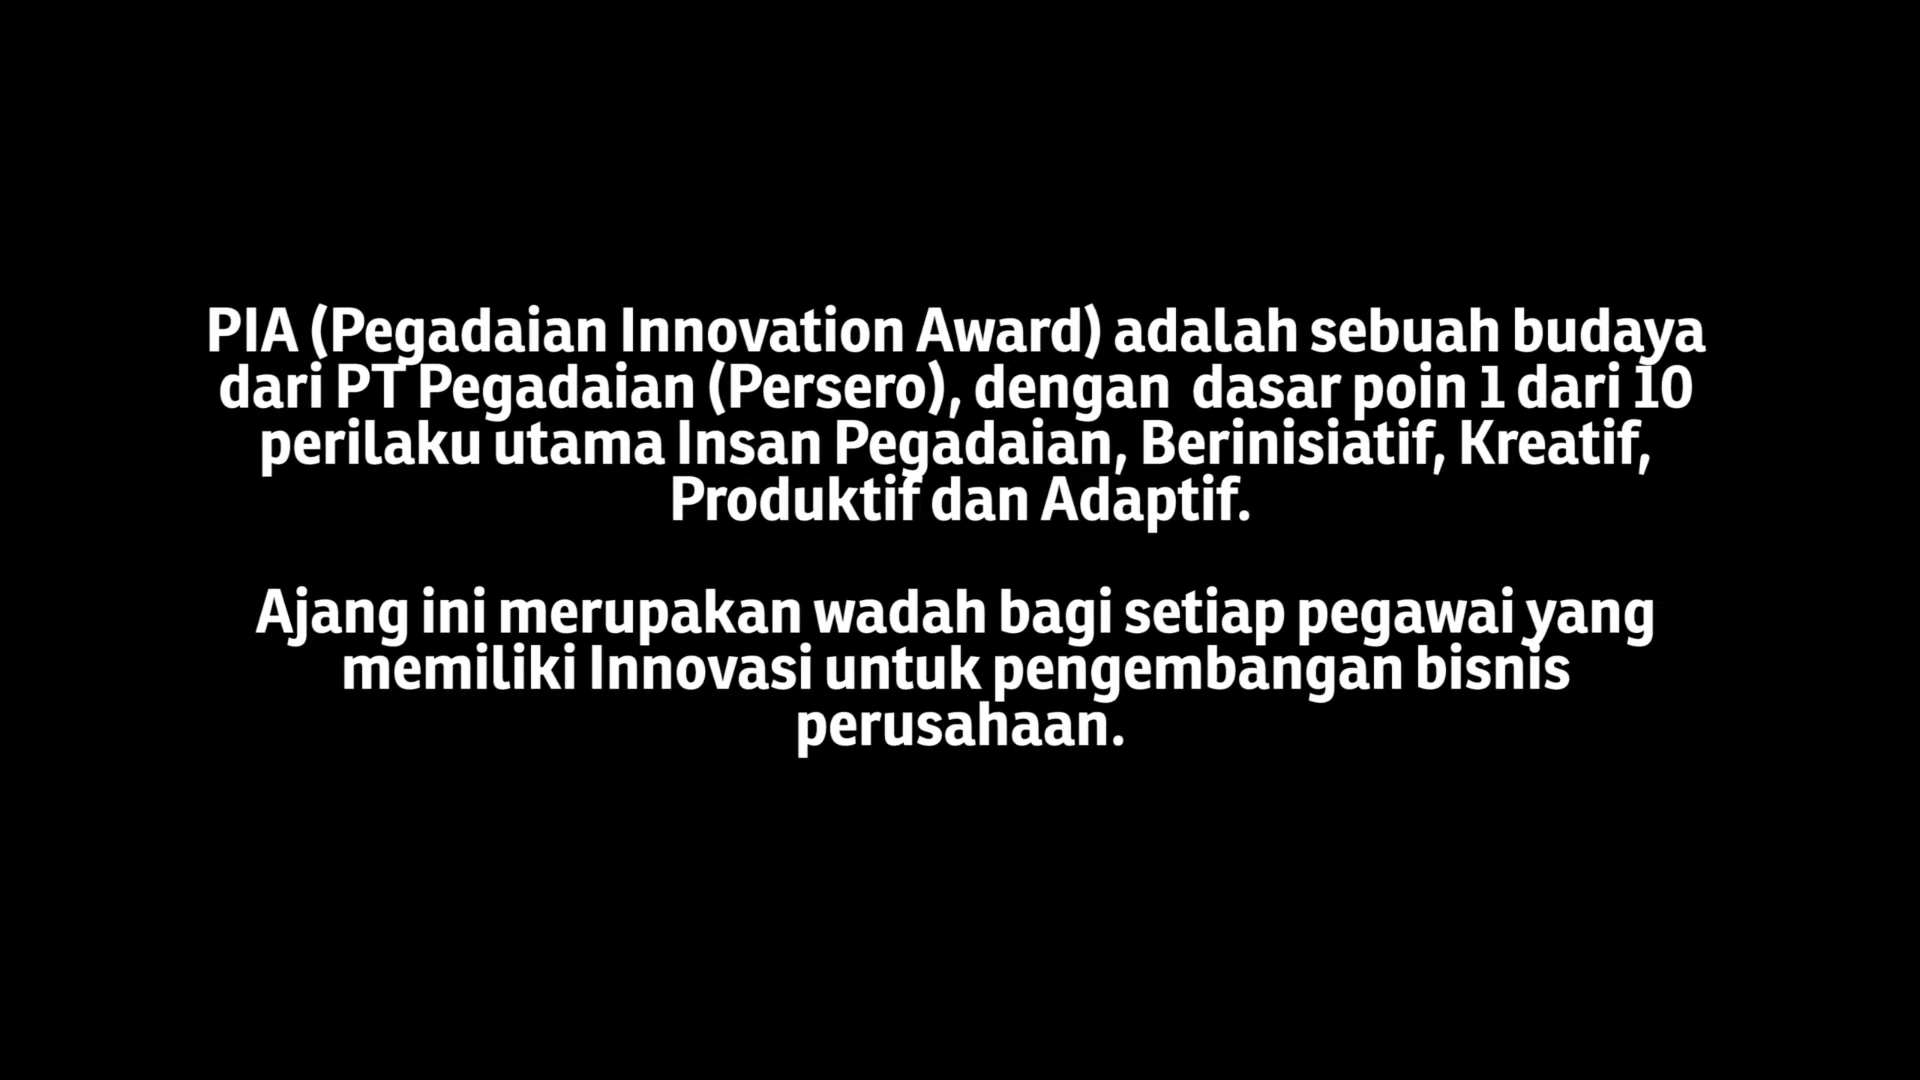 PIA (Pegadaian Innovation Award) adalah sebuah budaya
dari PT Pegadaian (Persero), dengan  dasar poin 1 dari 10
perilaku utama Insan Pegadaian, Berinisiatif, Kreatif,
Produktif dan Adaptif.
Ajang ini merupakan wadah bagi setiap pegawai yang
memiliki Innovasi untuk pengembangan bisnis
perusahaan.